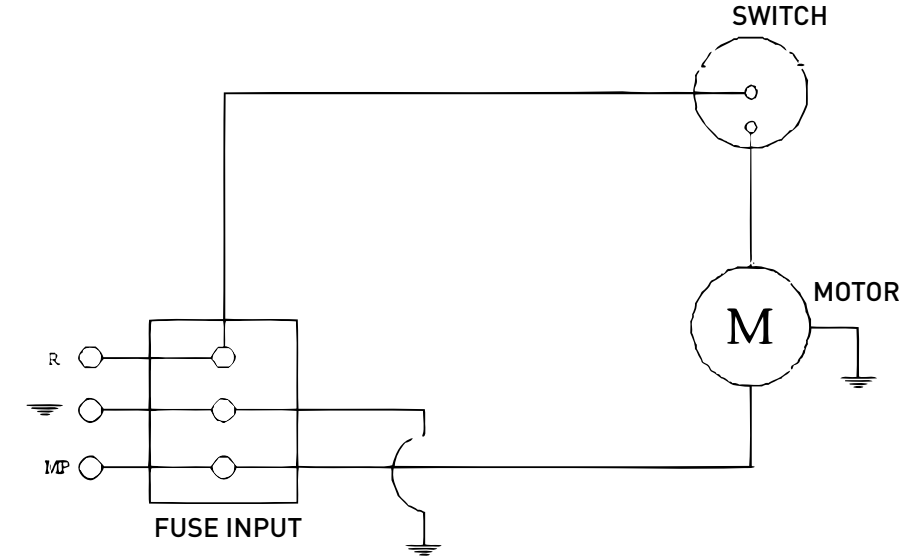 SWITCH
MOTOR
M
R
MP
FUSE INPUT